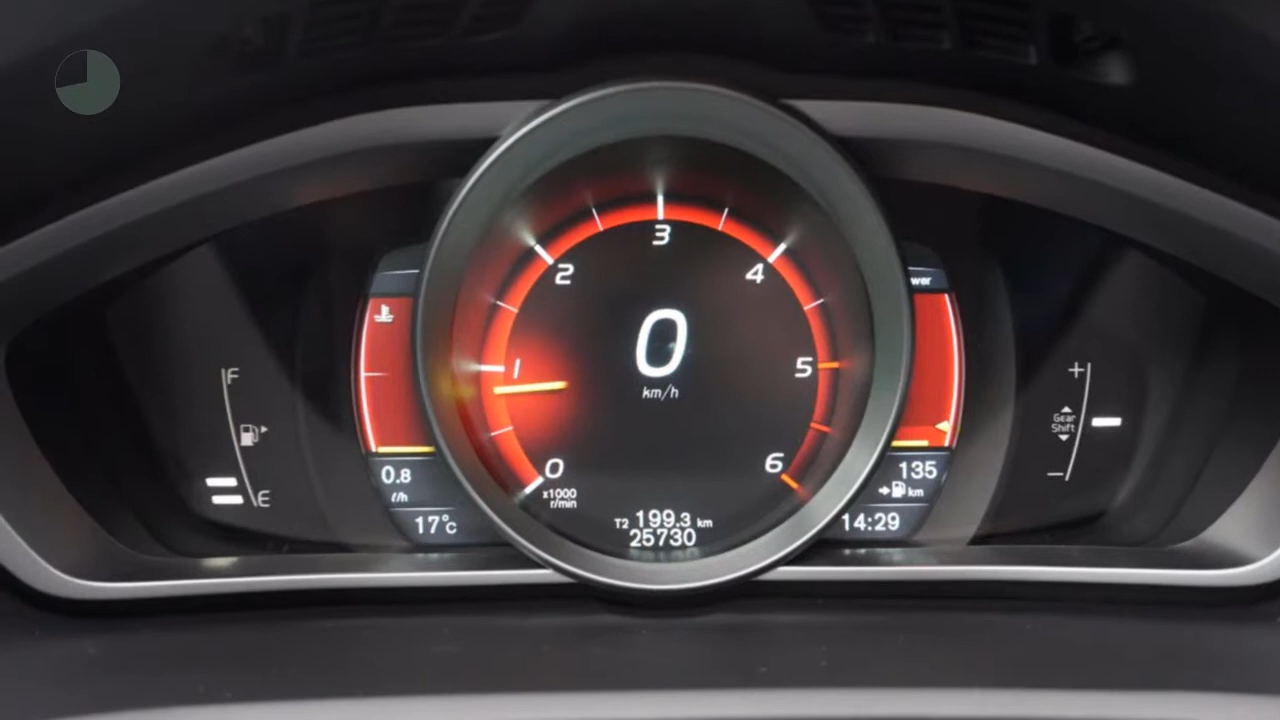 3
2
4
wer
0
km/h
1
5
F
+
Gear
Shift
0
6
0.8
ℓ/h
E
–
x1000
r/min
135
km
T2 199.3 km
25730
17°C
14:29